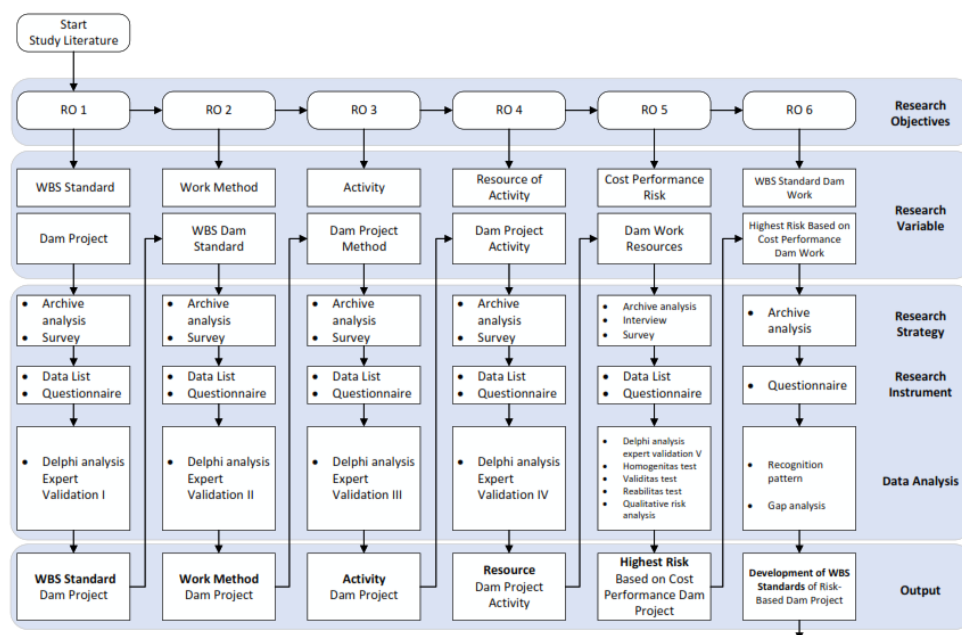 Start
Study Literature
RO 1
RO 2
RO 3
RO 4
RO 5
RO 6
Research
Objectives
WBS Standard
Work Method
Activity
Resource of
Activity
Cost Performance
Risk
WBS Standard Dam
Work
Dam Project
WBS Dam
Standard
Dam Project
Method
Dam Project
Activity
Dam Work
Resources
Highest Risk Based on
Cost Performance
Dam Work
Research
Variable
• Archive
analysis
• Survey
• Archive
analysis
• Survey
• Archive
analysis
• Survey
• Archive
analysis
• Survey
• Archive analysis
• Interview
• Survey
• Archive
analysis
Research
Strategy
• Data List
• Questionnaire
• Data List
• Questionnaire
• Data List
• Questionnaire
• Data List
• Questionnaire
• Data List
• Questionnaire
• Questionnaire
Research
Instrument
• Delphi analysis
Expert
Validation I
• Delphi analysis
Expert
Validation II
• Delphi analysis
Expert
Validation III
• Delphi analysis
Expert
Validation IV
• Delphi analysis
expert validation V
• Homogenitas test
• Validitas test
• Reabilitas test
• Qualitative risk
analysis
• Recognition
pattern
• Gap analysis
Data Analysis
WBS Standard
Dam Project
Work Method
Dam Project
Activity
Dam Project
Resource
Dam Project
Activity
Highest Risk
Based on Cost
Performance Dam
Project
Development of WBS
Standards of Risk-
Based Dam Project
Output